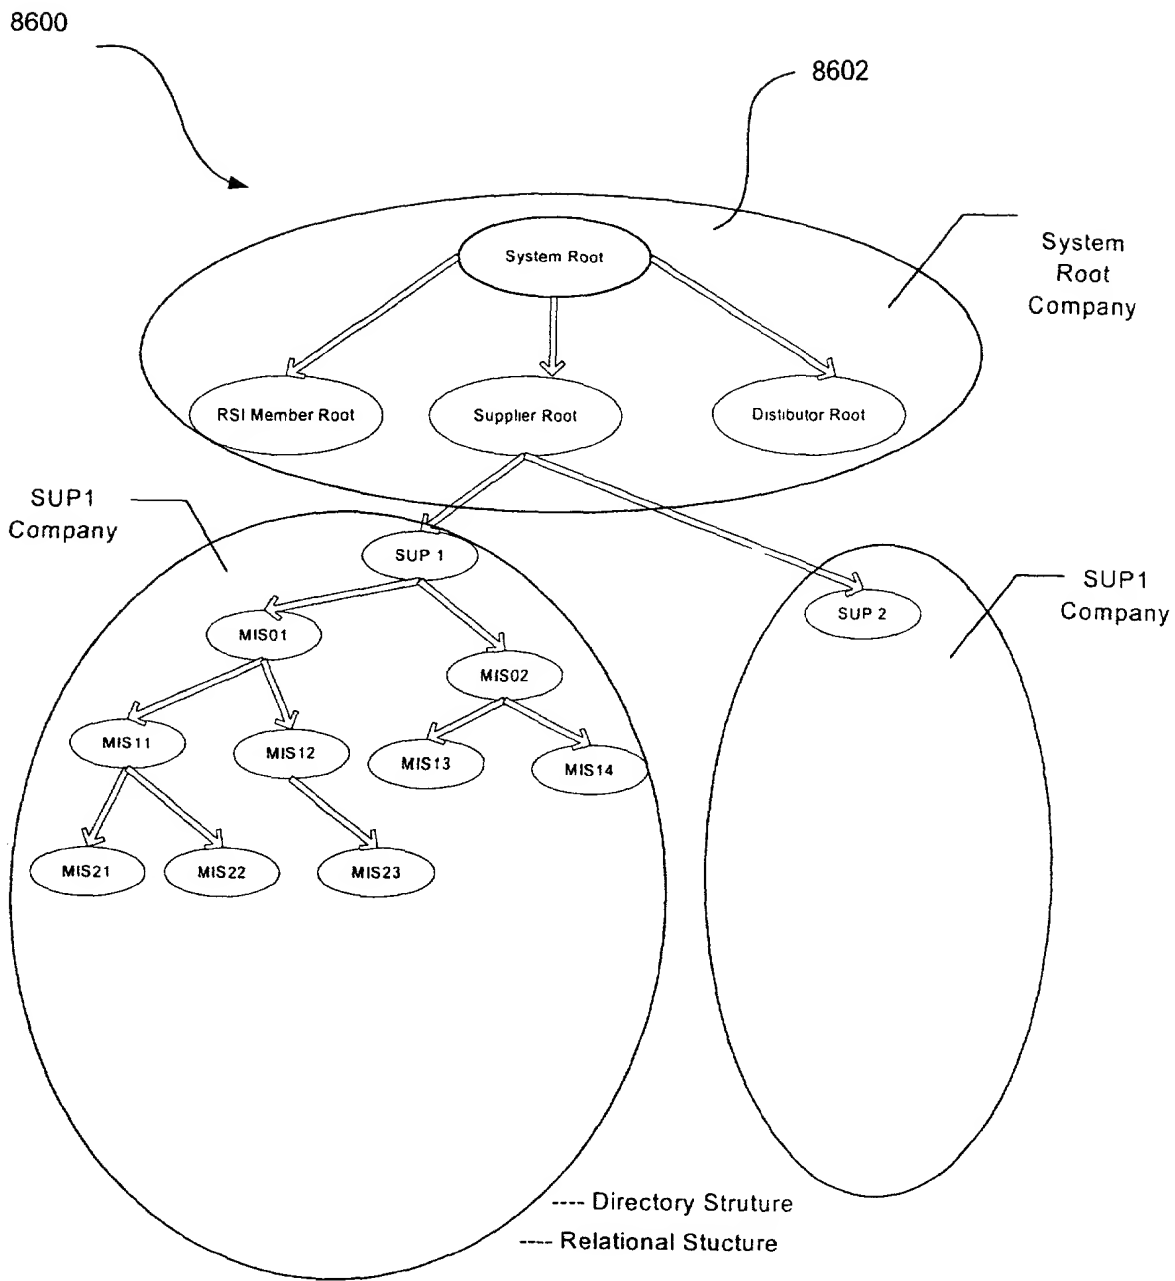 8600
8602
System Root
System
Root
Company
RSI Member Root
Supplier Root
Distibutor Root
SUP1
Company
SUP 1
SUP1
Company
SUP 2
MIS01
MIS02
MIS11
MIS12
MIS13
MIS14
MIS21
MIS22
MIS23
---- Directory Struture
---- Relational Stucture